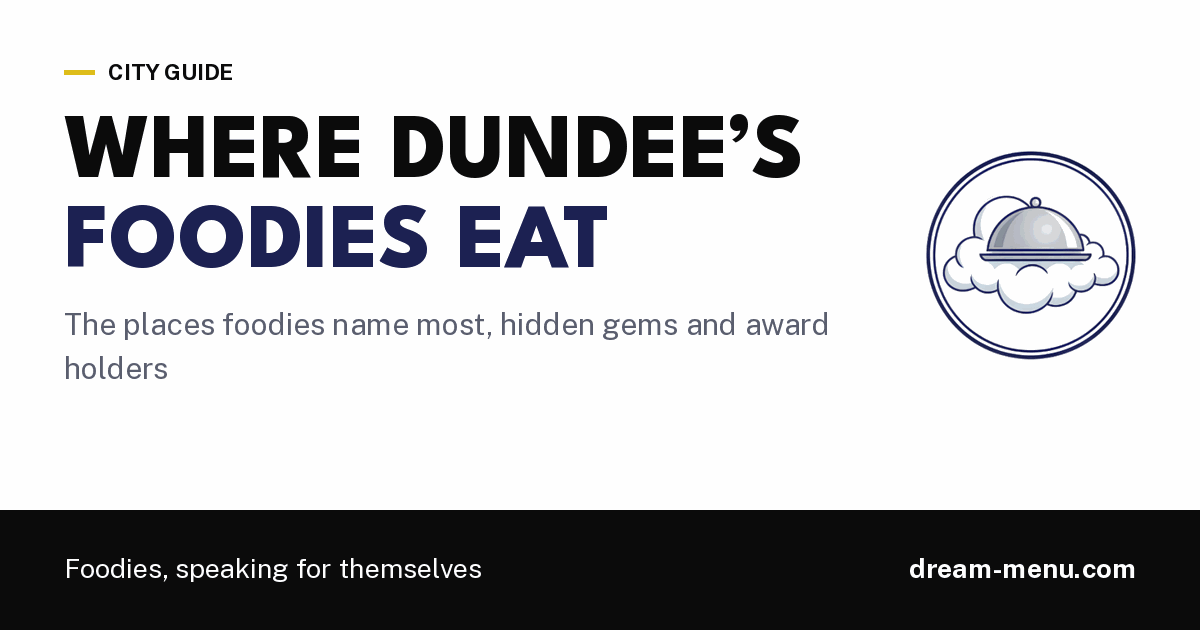 CITY GUIDE
WHERE DUNDEE’S
FOODIES EAT
The places foodies name most, hidden gems and award
holders
Foodies, speaking for themselves
dream-menu.com